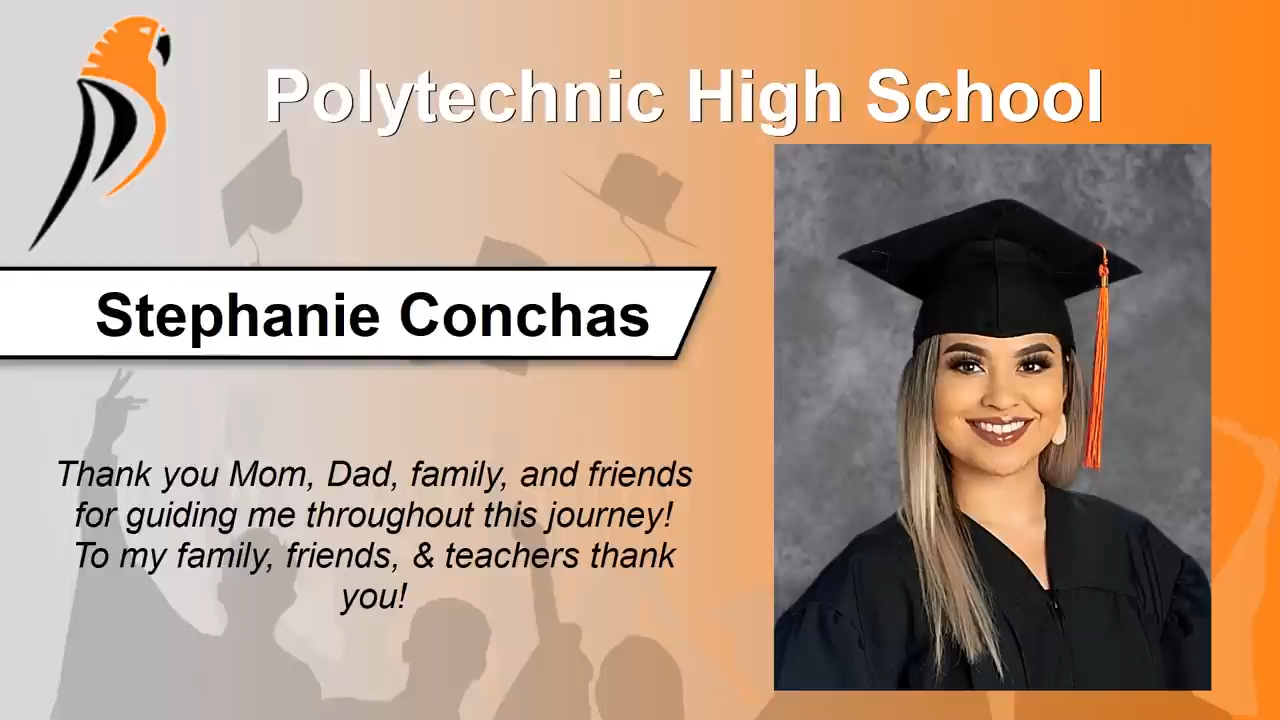 Polytechnic High School
Stephanie Conchas
Thank you Mom, Dad, family, and friends
for guiding me throughout this journey!
To my family, friends, & teachers thank
you!